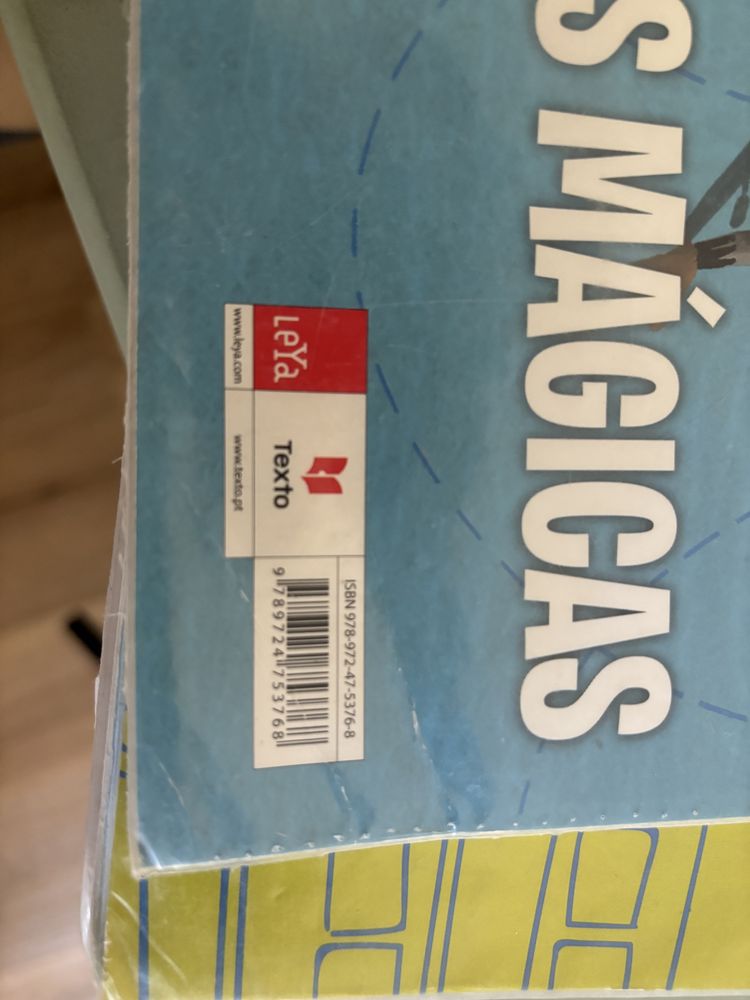 S MÁGICAS
LeYa
Texto
www.leya.com
www.texto.pt
ISBN 978-972-47-5376-8
9 789724 753768